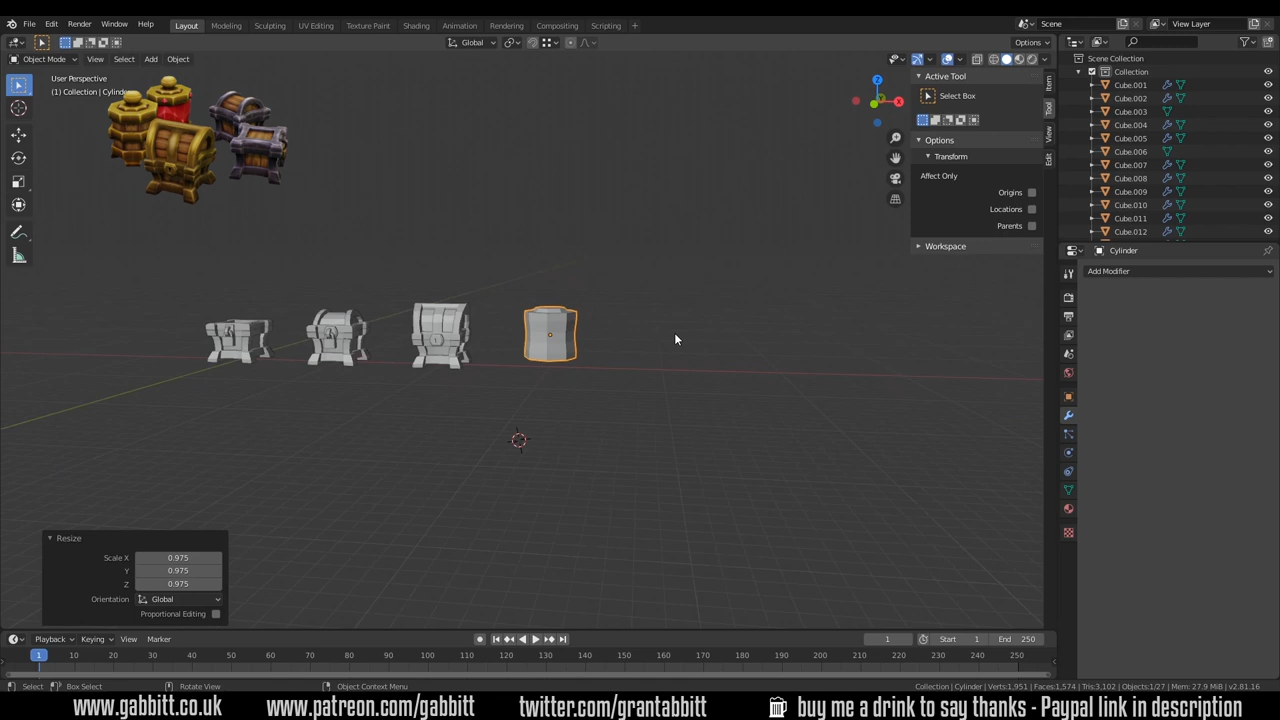 File Edit Render Window Help Layout Modeling Sculpting UV Editing Texture Paint Shading Animation Rendering Compositing Scripting + Scene View Layer
Global Options
Object Mode View Select Add Object
User Perspective
(1) Collection | Cylinder
Active Tool
Select Box
Options
Transform
Affect Only
Origins
Locations
Parents
Workspace
Item
Tool
View
Edit
X
Z
Scene Collection
Collection
Cube.001
Cube.002
Cube.003
Cube.004
Cube.005
Cube.006
Cube.007
Cube.008
Cube.009
Cube.010
Cube.011
Cube.012
Cylinder
Add Modifier
Resize
Scale X 0.975
Y 0.975
Z 0.975
Orientation Global
Proportional Editing
Playback Keying View Marker 1 Start 1 End 250
1 10 20 30 40 50 60 70 80 90 100 110 120 130 140 150 160 170 180 190 200 210 220 230 240 250
Select Box Select Rotate View Object Context Menu Collection | Cylinder | Verts:1,951 | Faces:1,574 | Tris:3,102 | Objects:1/27 | Mem: 27.9 MiB | v2.81.16
www.gabbitt.co.uk www.patreon.com/gabbitt twitter.com/grantabbitt buy me a drink to say thanks - Paypal link in description